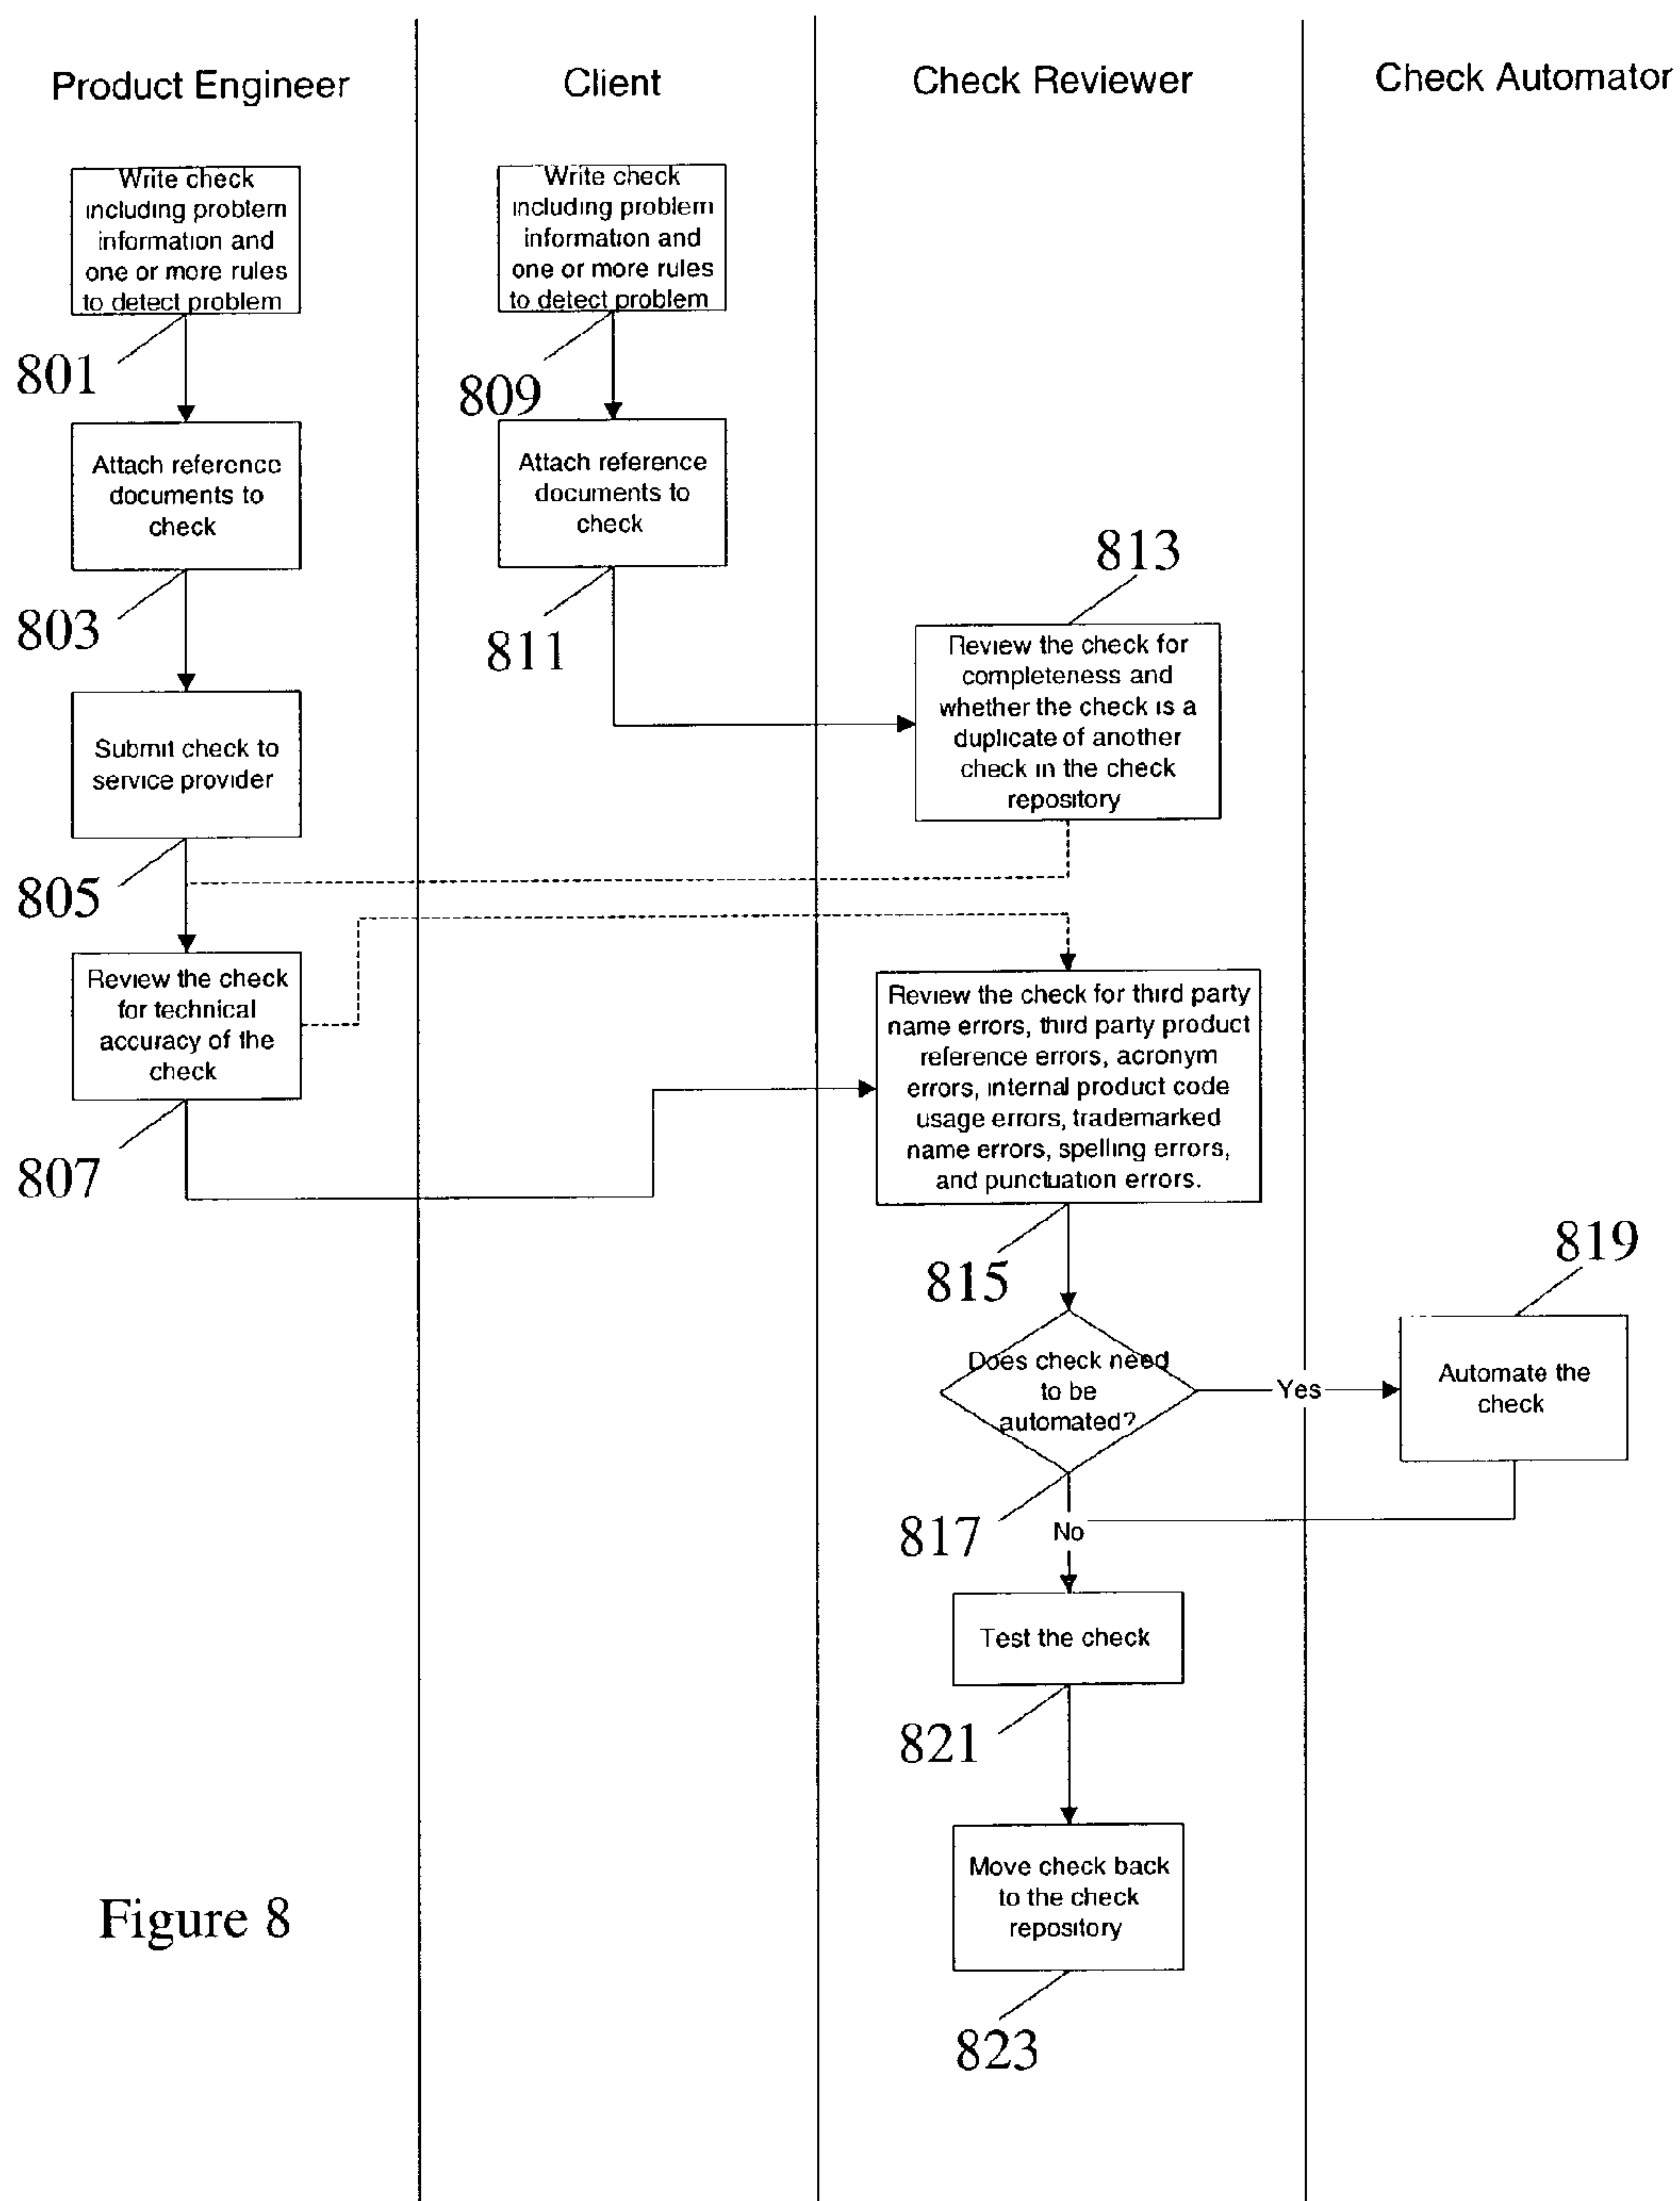 Product Engineer
Client
Check Reviewer
Check Automator
Write check
including problem
information and
one or more rules
to detect problem
801
Attach reference
documents to
check
803
Submit check to
service provider
805
Review the check
for technical
accuracy of the
check
807
Write check
including problem
information and
one or more rules
to detect problem
809
Attach reference
documents to
check
811
813
Review the check for
completeness and
whether the check is a
duplicate of another
check in the check
repository
Review the check for third party
name errors, third party product
reference errors, acronym
errors, internal product code
usage errors, trademarked
name errors, spelling errors,
and punctuation errors.
815
Does check need
to be
automated?
Yes
817
No
819
Automate the
check
Test the check
821
Move check back
to the check
repository
823
Figure 8